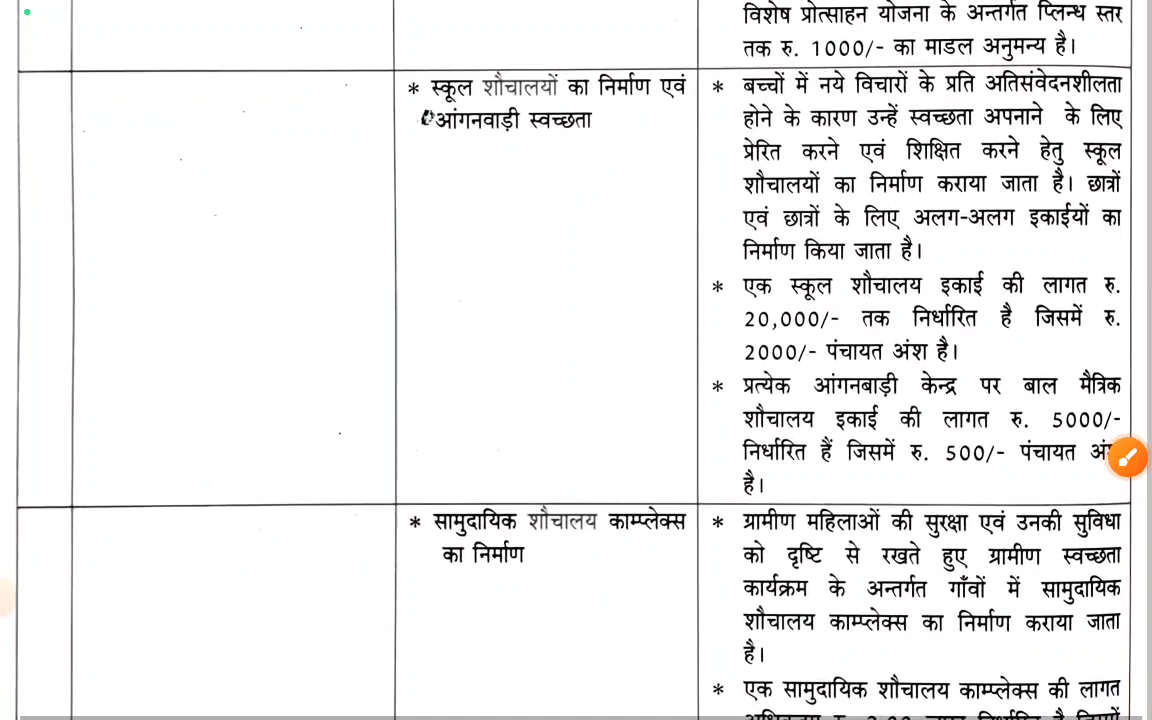 विशेष प्रोत्साहन योजना के अन्तर्गत प्लिन्थ स्तर
तक रु. 1000/- का माडल अनुमन्य है।
* स्कूल शौचालयों का निर्माण एवं
आंगनवाड़ी स्वच्छता
* बच्चों में नये विचारों के प्रति अतिसंवेदनशीलता
होने के कारण उन्हें स्वच्छता अपनाने के लिए
प्रेरित करने एवं शिक्षित करने हेतु स्कूल
शौचालयों का निर्माण कराया जाता है। छात्रों
एवं छात्रों के लिए अलग-अलग इकाईयों का
निर्माण किया जाता है।
* एक स्कूल शौचालय इकाई की लागत रु.
20,000/- तक निर्धारित है जिसमें रु.
2000/- पंचायत अंश है।
* प्रत्येक आंगनबाड़ी केन्द्र पर बाल मैत्रिक
शौचालय इकाई की लागत रु. 5000/-
निर्धारित हैं जिसमें रु. 500/- पंचायत
है।
* सामुदायिक शौचालय काम्प्लेक्स
का निर्माण
* ग्रामीण महिलाओं की सुरक्षा एवं उनकी सुविधा
को दृष्टि से रखते हुए ग्रामीण स्वच्छता
कार्यक्रम के अन्तर्गत गाँवों में सामुदायिक
शौचालय काम्प्लेक्स का निर्माण कराया जाता
है।
* एक सामुदायिक शौचालय काम्प्लेक्स की लागत